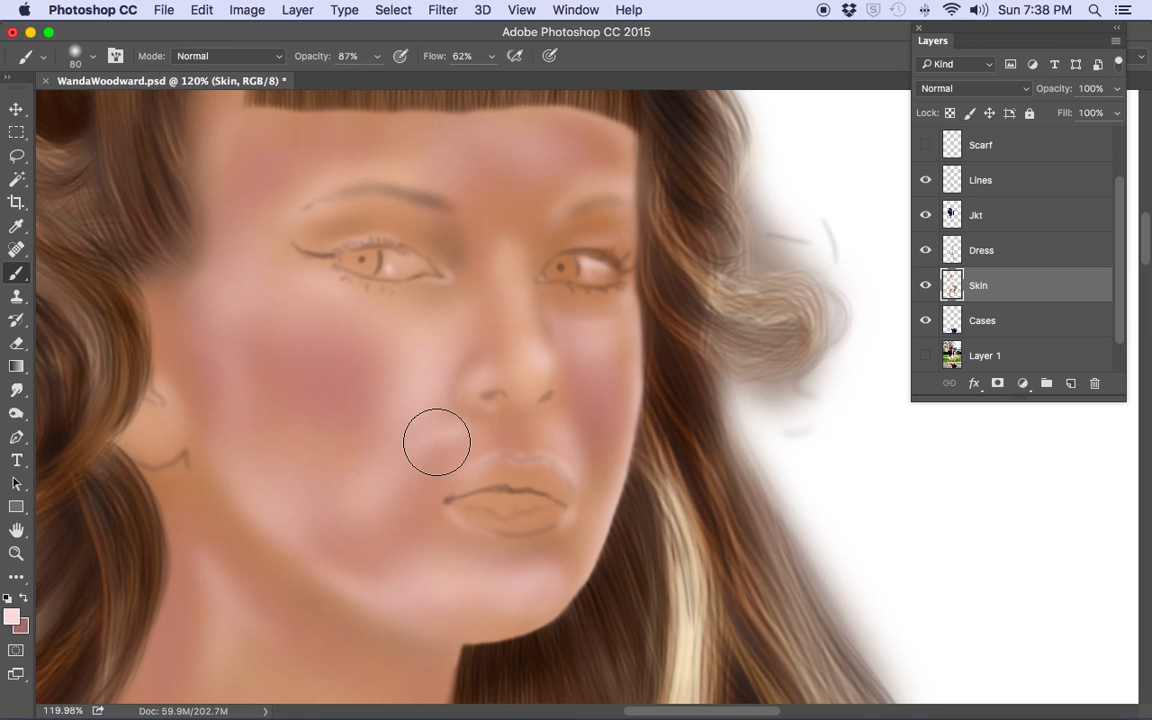 Photoshop CC File Edit Image Layer Type Select Filter 3D View Window Help Sun 7:38 PM
Adobe Photoshop CC 2015
80 Mode: Normal Opacity: 87% Flow: 62%
WandaWoodward.psd @ 120% (Skin, RGB/8) *
Layers
Kind
Normal Opacity: 100%
Lock: Fill: 100%
Scarf
Lines
Jkt
Dress
Skin
Cases
Layer 1
fx
119.98% Doc: 59.9M/202.7M